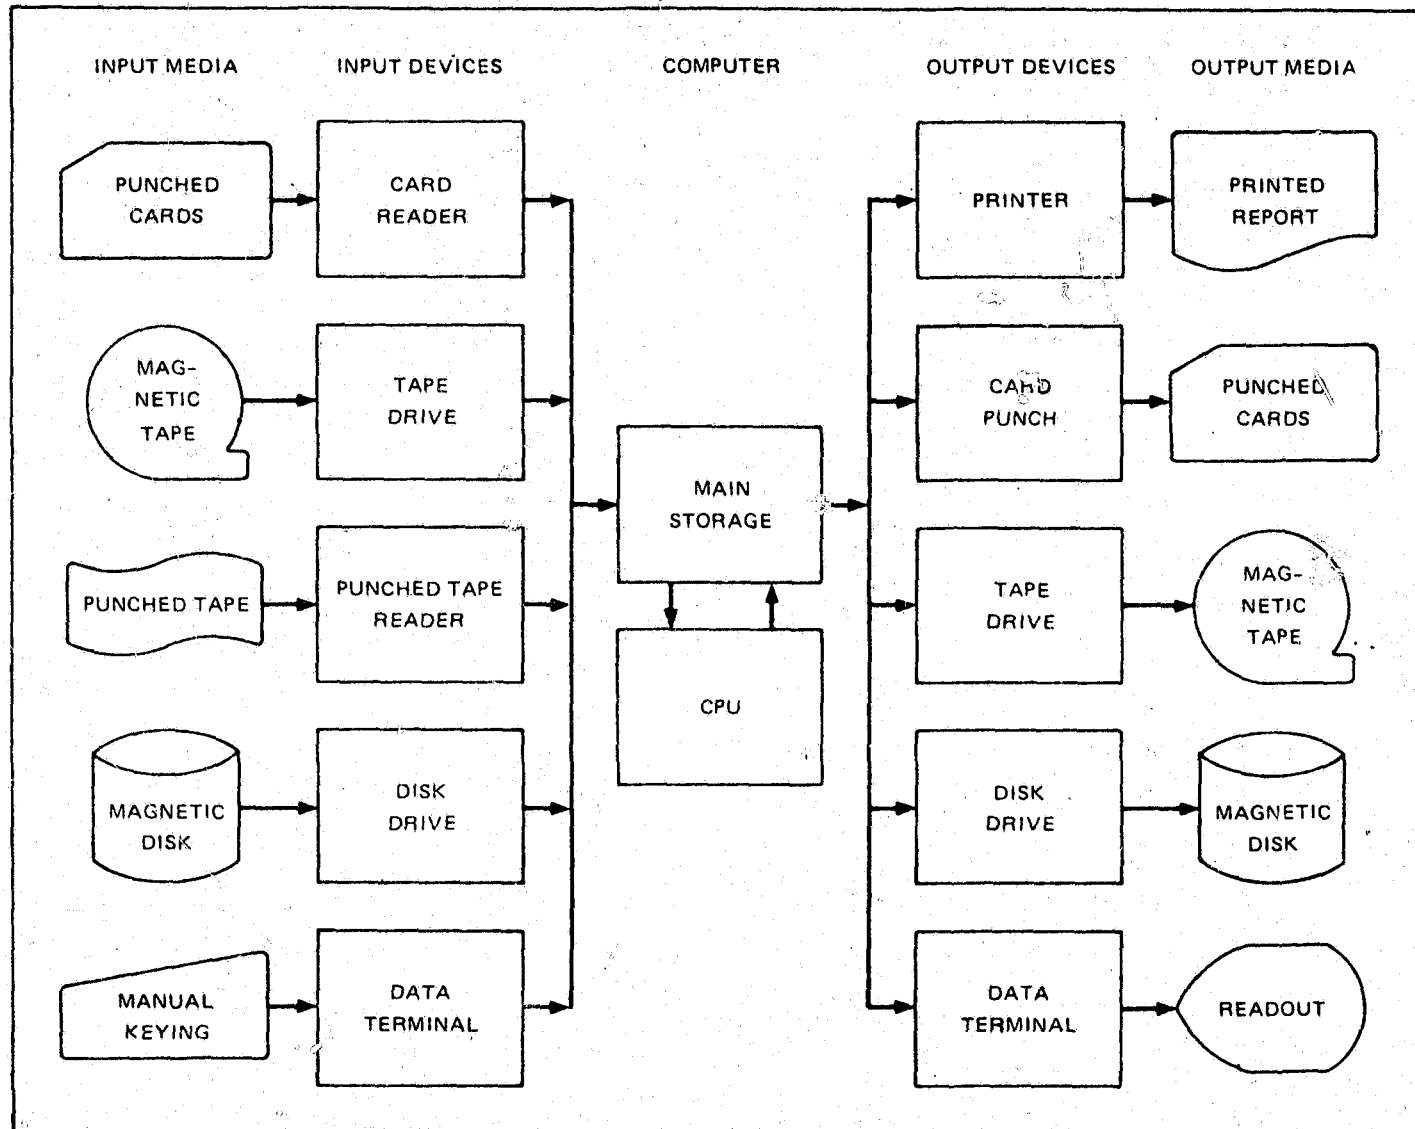 INPUT MEDIA
INPUT DEVICES
COMPUTER
OUTPUT DEVICES
OUTPUT MEDIA
PUNCHED
CARDS
CARD
READER
PRINTER
PRINTED
REPORT
MAG-
NETIC
TAPE
TAPE
DRIVE
CARD
PUNCH
PUNCHED
CARDS
MAIN
STORAGE
PUNCHED TAPE
PUNCHED TAPE
READER
TAPE
DRIVE
MAG-
NETIC
TAPE
CPU
MAGNETIC
DISK
DISK
DRIVE
DISK
DRIVE
MAGNETIC
DISK
MANUAL
KEYING
DATA
TERMINAL
DATA
TERMINAL
READOUT